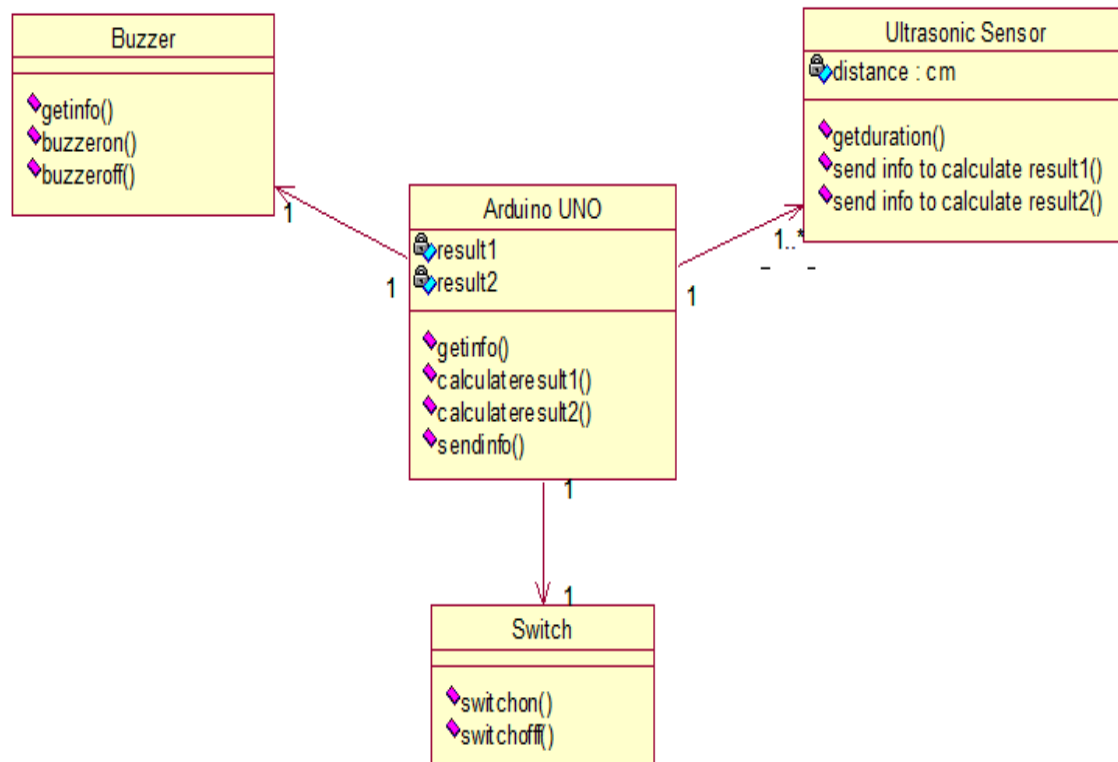 Buzzer
getinfo()
buzzeron()
buzzeroff()
Ultrasonic Sensor
distance : cm
getduration()
send info to calculate result1()
send info to calculate result2()
Arduino UNO
result1
result2
getinfo()
calculateresult1()
calculateresult2()
sendinfo()
1
1
1
1..*
1
1
Switch
switchon()
switchofff()